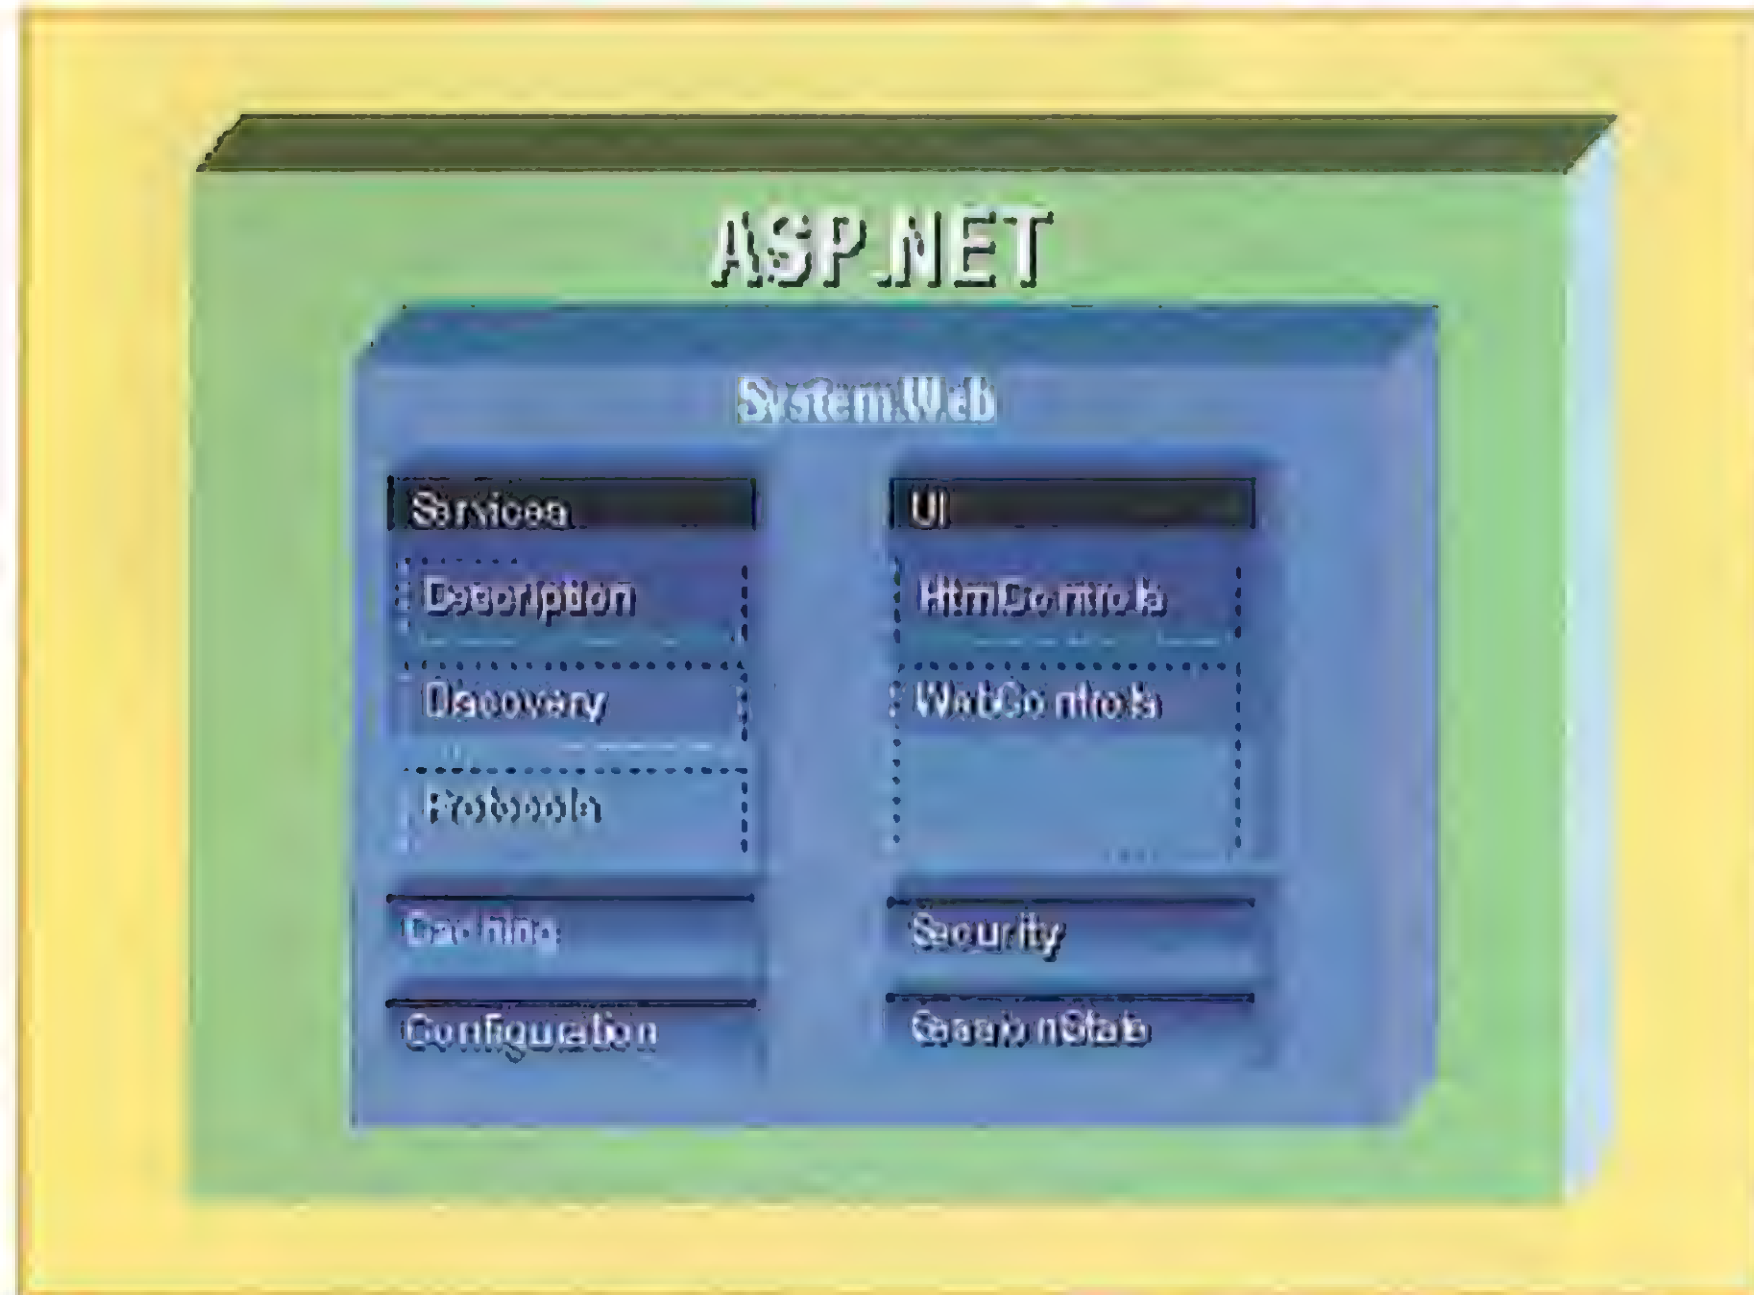 ASP.NET
System.Web
Services
Description
Discovery
Protocols
Caching
Configuration
UI
HtmlControls
WebControls
Security
SessionState